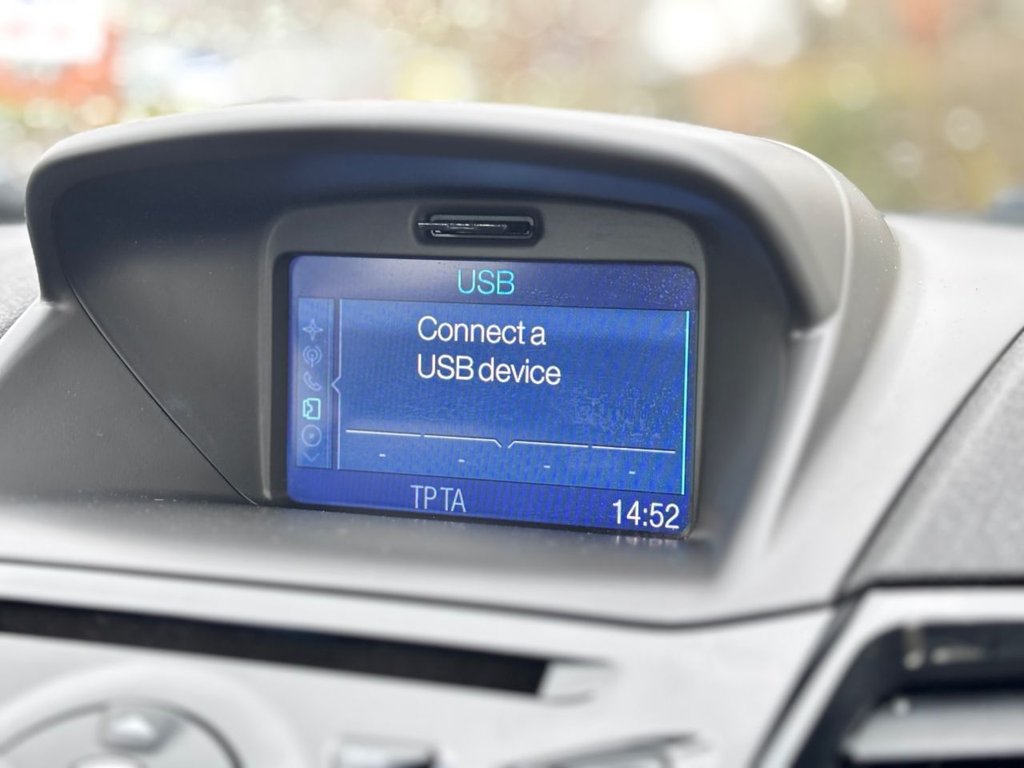 USB
Connect a
USB device
- - - -
TP TA
14:52